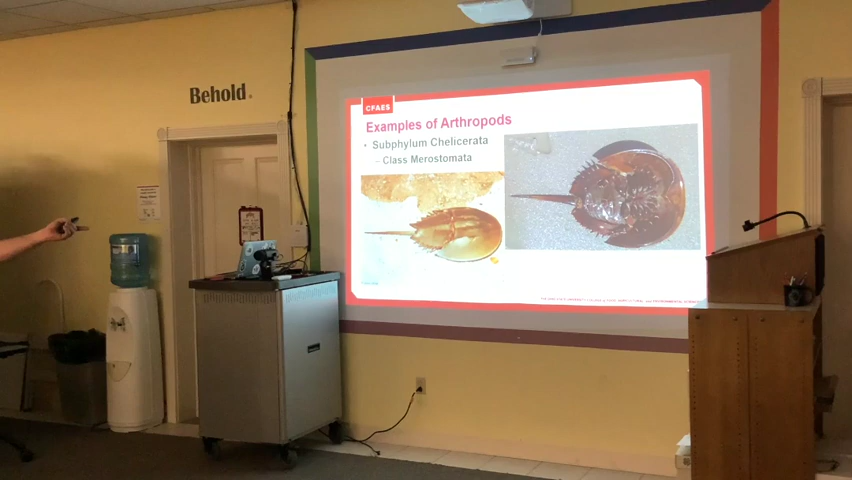 Behold.
CFAES
Examples of Arthropods
• Subphylum Chelicerata
– Class Merostomata